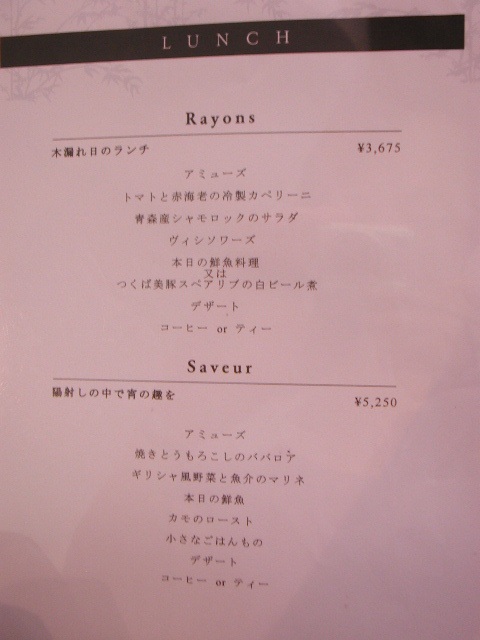 LUNCH
Rayons
木漏れ日のランチ ¥3,675
アミューズ
トマトと赤海老の冷製カペリーニ
青森産シャモロックのサラダ
ヴィシソワーズ
本日の鮮魚料理
又は
つくば美豚スペアリブの白ビール煮
デザート
コーヒー or ティー
Saveur
陽射しの中で宵の趣を ¥5,250
アミューズ
焼きとうもろこしのババロア
ギリシャ風野菜と魚介のマリネ
本日の鮮魚
カモのロースト
小さなごはんもの
デザート
コーヒー or ティー